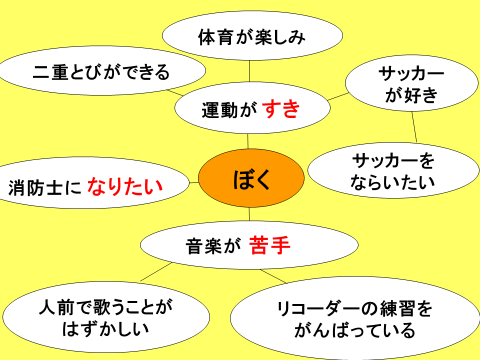 体育が楽しみ
二重とびができる
サッカー
が好き
運動が すき
サッカーを
ならいたい
ぼく
消防士に なりたい
音楽が 苦手
人前で歌うことが
はずかしい
リコーダーの練習を
がんばっている